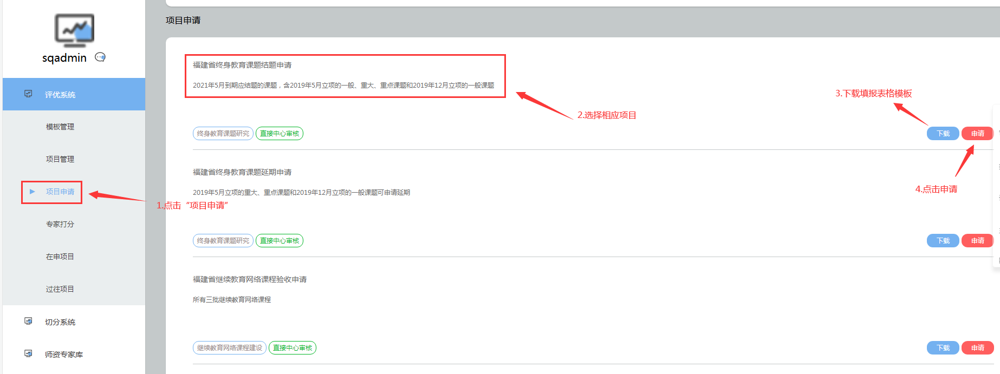 sqadmin
评优系统
模板管理
项目管理
项目申请
专家打分
在申项目
过往项目
切分系统
师资专家库
项目申请
福建省终身教育课题结题申请
2021年5月到期应结题的课题，含2019年5月立项的一般、重大、重点课题和2019年12月立项的一般课题
终身教育课题研究 直接中心审核
下载 申请
福建省终身教育课题延期申请
2019年5月立项的重大、重点课题和2019年12月立项的一般课题可申请延期
终身教育课题研究 直接中心审核
下载 申请
福建省继续教育网络课程验收申请
所有三批继续教育网络课程
继续教育网络课程建设 直接中心审核
下载 申请
1.点击“项目申请”
2.选择相应项目
3.下载填报表格模板
4.点击申请